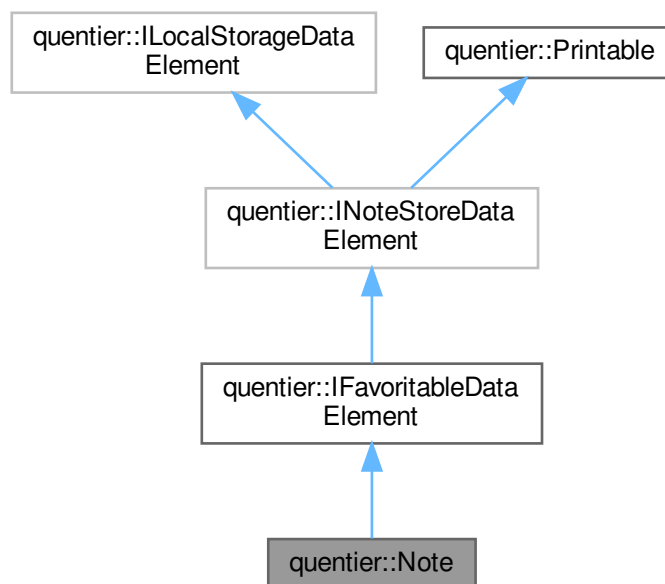 quentier::ILocalStorageData
Element
quentier::Printable
quentier::INoteStoreData
Element
quentier::IFavoritableData
Element
quentier::Note